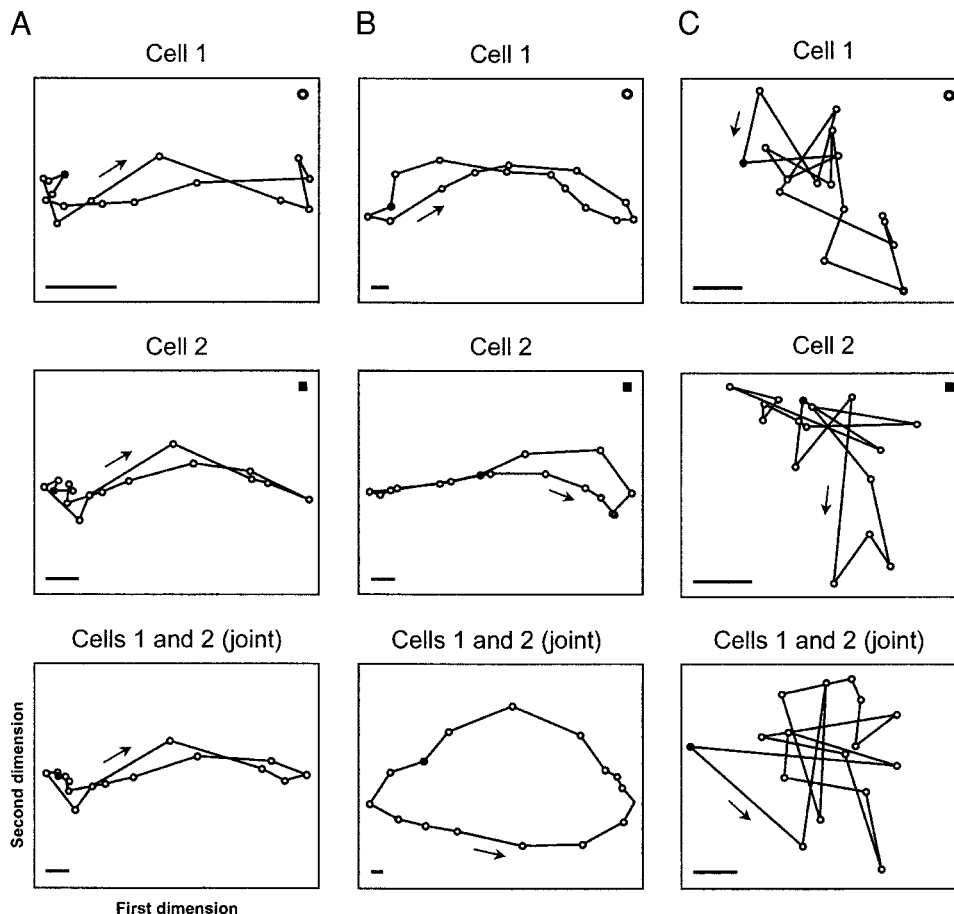 A
B
C
Cell 1
Cell 1
Cell 1
Cell 2
Cell 2
Cell 2
Cells 1 and 2 (joint)
Cells 1 and 2 (joint)
Cells 1 and 2 (joint)
Second dimension
First dimension